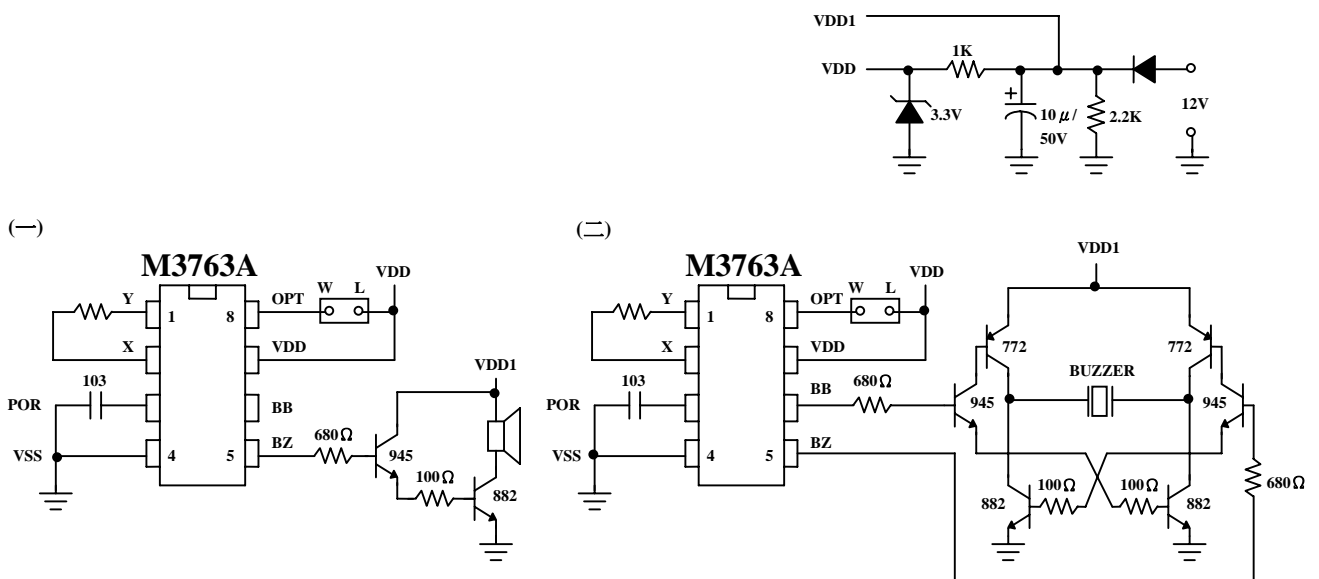 VDD1
1K
VDD
3.3V
10μ/
50V
2.2K
12V
(一)
M3763A
Y
1
X
103
POR
VSS
4
OPT
8
W L
VDD
VDD
BB
BZ
5
680Ω
945
100Ω
882
VDD1
(二)
M3763A
Y
1
X
103
POR
VSS
4
OPT
8
W L
VDD
VDD
BB
680Ω
BZ
5
VDD1
772
772
BUZZER
945
945
882
100Ω
100Ω
882
680Ω